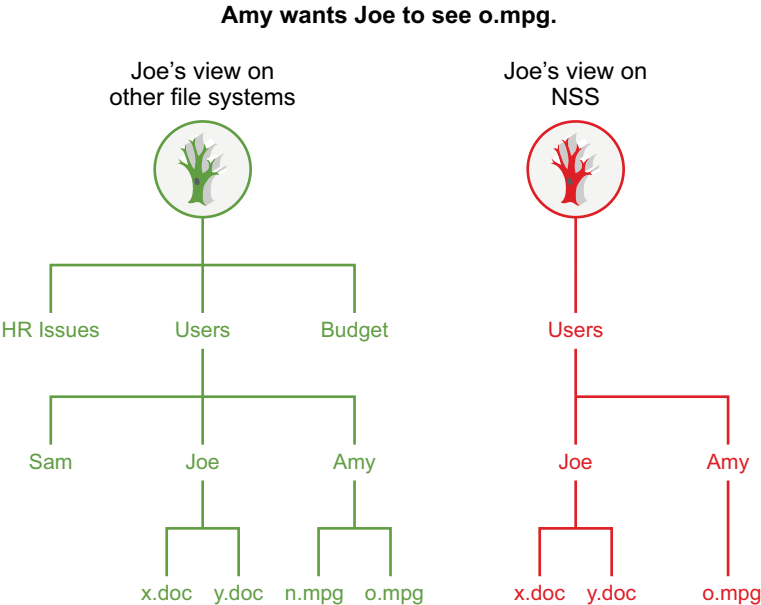 Amy wants Joe to see o.mpg.
Joe's view on
other file systems
Joe's view on
NSS
HR Issues
Users
Budget
Users
Sam
Joe
Amy
Joe
Amy
x.doc
y.doc
n.mpg
o.mpg
x.doc
y.doc
o.mpg